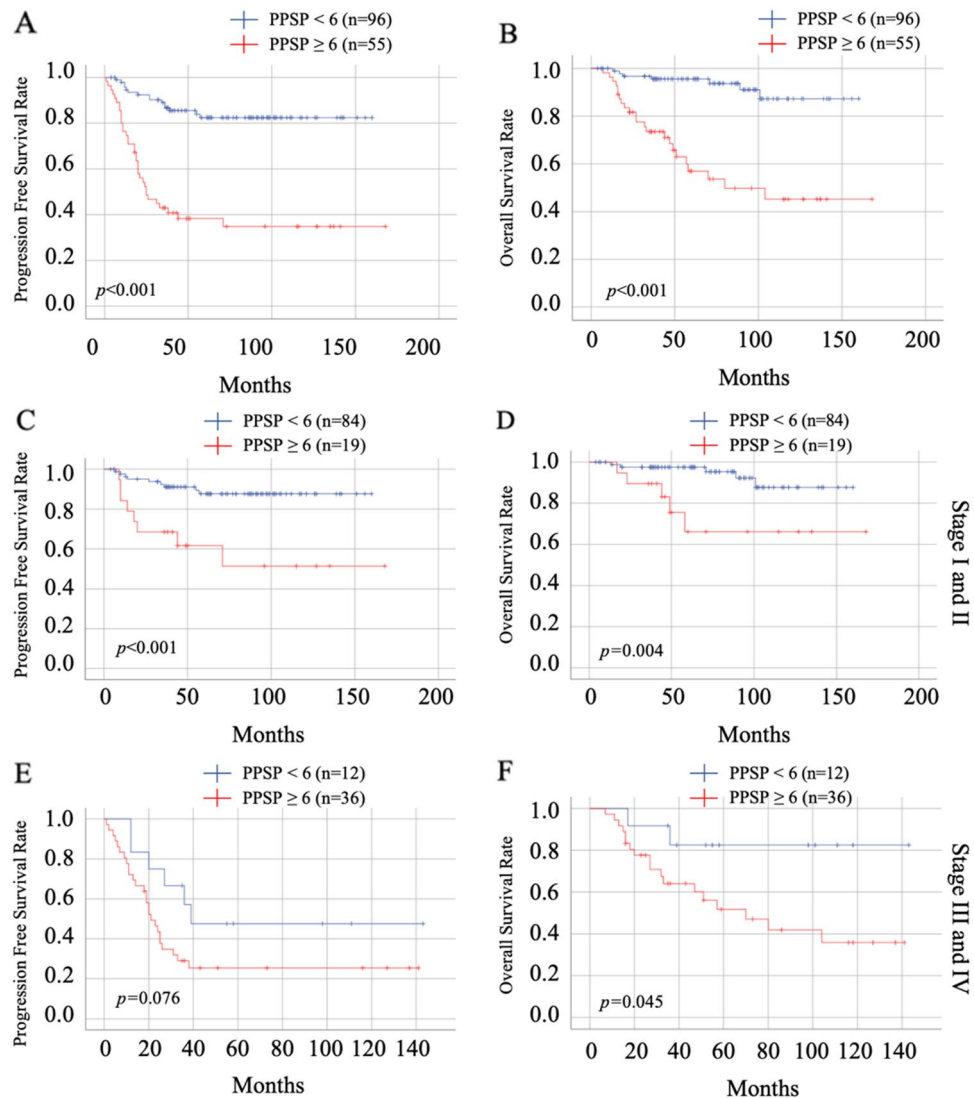 A
PPSP < 6 (n=96)
PPSP ≥ 6 (n=55)
Progression Free Survival Rate
1.0
0.8
0.6
0.4
0.2
0.0
p<0.001
0 50 100 150 200
Months
B
PPSP < 6 (n=96)
PPSP ≥ 6 (n=55)
Overall Survival Rate
1.0
0.8
0.6
0.4
0.2
0.0
p<0.001
0 50 100 150 200
Months
C
PPSP < 6 (n=84)
PPSP ≥ 6 (n=19)
Progression Free Survival Rate
1.0
0.8
0.6
0.4
0.2
0.0
p<0.001
0 50 100 150 200
Months
D
PPSP < 6 (n=84)
PPSP ≥ 6 (n=19)
Overall Survival Rate
1.0
0.8
0.6
0.4
0.2
0.0
p=0.004
0 50 100 150 200
Months
Stage I and II
E
PPSP < 6 (n=12)
PPSP ≥ 6 (n=36)
Progression Free Survival Rate
1.0
0.8
0.6
0.4
0.2
0.0
p=0.076
0 20 40 60 80 100 120 140
Months
F
PPSP < 6 (n=12)
PPSP ≥ 6 (n=36)
Overall Survival Rate
1.0
0.8
0.6
0.4
0.2
0.0
p=0.045
0 20 40 60 80 100 120 140
Months
Stage III and IV